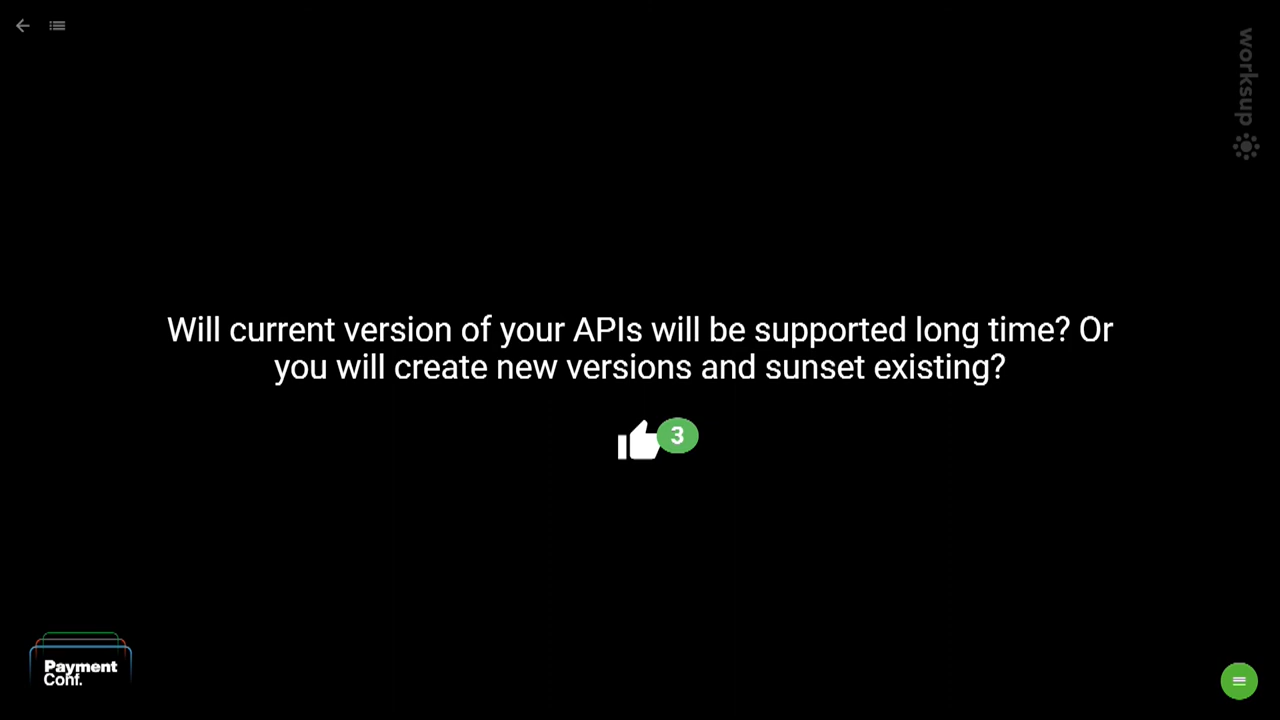 worksup
Will current version of your APIs will be supported long time? Or
you will create new versions and sunset existing?
3
Payment
Conf.